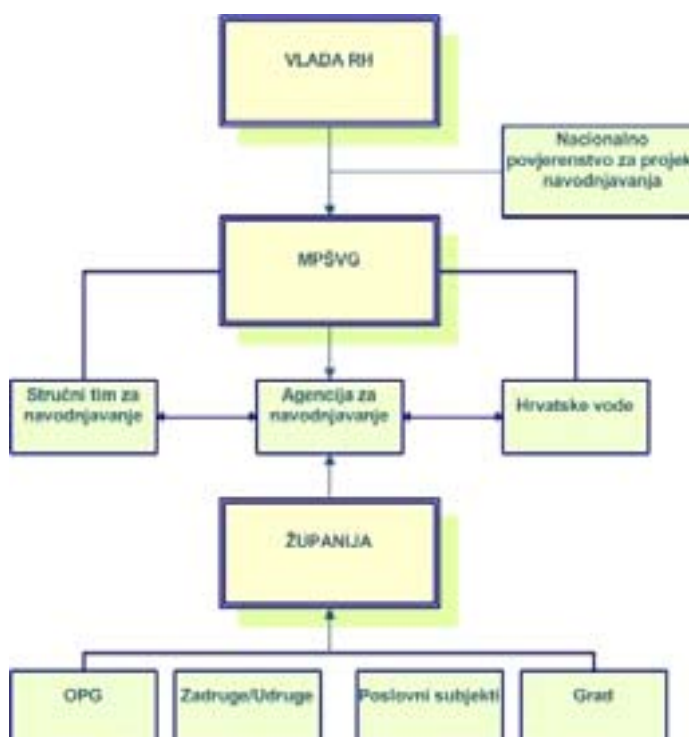 VLADA RH
Nacionalno
povjerenstvo za projek
navodnjavanja
MPŠVG
Stručni tim za
navodnjavanje
Agencija za
navodnjavanje
Hrvatske vode
ŽUPANIJA
OPG
Zadruge/Udruge
Poslovni subjekti
Grad